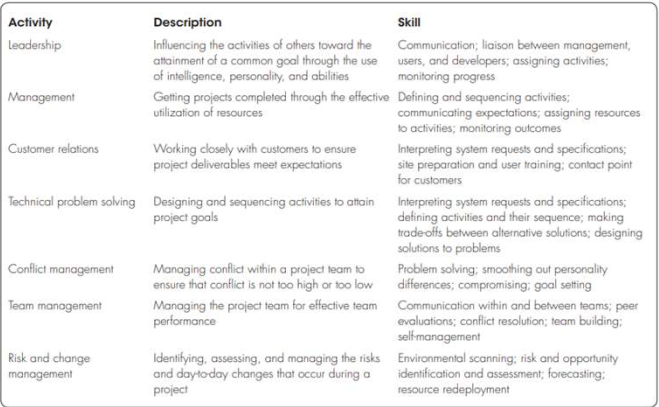 Activity Description Skill
Leadership Influencing the activities of others toward the Communication; liaison between management,
attainment of a common goal through the use users, and developers; assigning activities;
of intelligence, personality, and abilities monitoring progress
Management Getting projects completed through the effective Defining and sequencing activities;
utilization of resources communicating expectations; assigning resources
to activities; monitoring outcomes
Customer relations Working closely with customers to ensure Interpreting system requests and specifications;
project deliverables meet expectations site preparation and user training; contact point
for customers
Technical problem solving Designing and sequencing activities to attain Interpreting system requests and specifications;
project goals defining activities and their sequence; making
trade-offs between alternative solutions; designing
solutions to problems
Conflict management Managing conflict within a project team to Problem solving; smoothing out personality
ensure that conflict is not too high or too low differences; compromising; goal setting
Team management Managing the project team for effective team Communication within and between teams; peer
performance evaluations; conflict resolution; team building;
self-management
Risk and change Identifying, assessing, and managing the risks Environmental scanning; risk and opportunity
management and day-to-day changes that occur during a identification and assessment; forecasting;
project resource redeployment